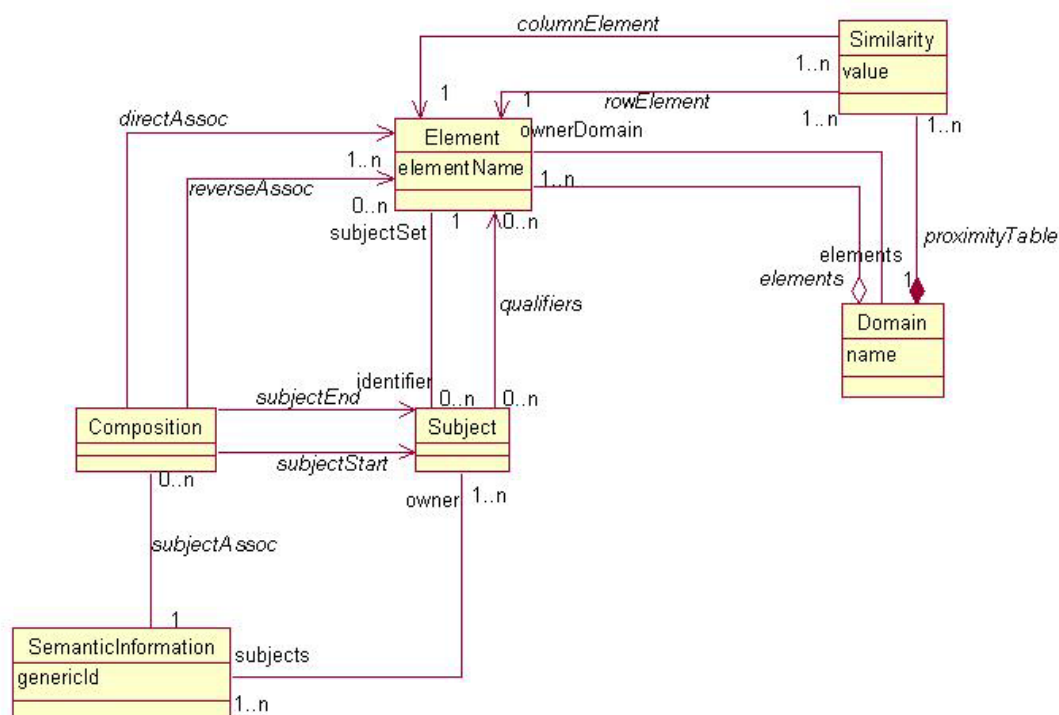 columnElement
Similarity
1..n
value
1
1
rowElement
directAssoc
ownerDomain
1..n
1..n
Element
1..n
elementName
1..n
reverseAssoc
0..n
1
0..n
subjectSet
proximityTable
elements
elements
1
qualifiers
Domain
name
identifier
subjectEnd
0..n
0..n
Composition
Subject
subjectStart
0..n
owner
1..n
subjectAssoc
1
SemanticInformation
subjects
genericId
1..n